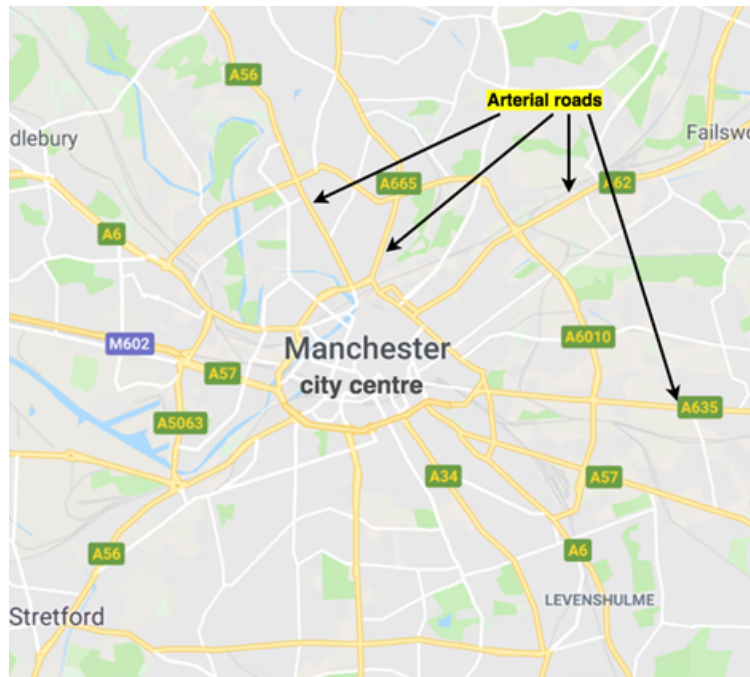 A56
Arterial roads
Failsw
dlebury
A665
A62
A6
M602
Manchester
A6010
A57
city centre
A635
A5063
A34
A57
A56
A6
LEVENSHULME
Stretford